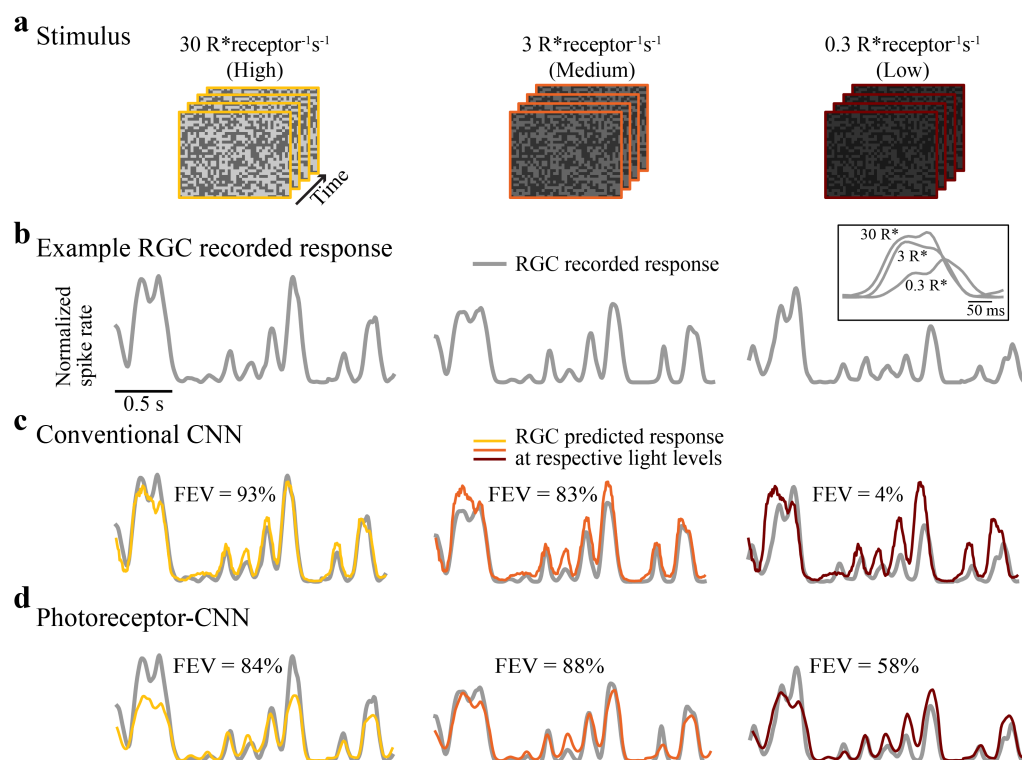 a Stimulus
30 R*receptor⁻¹s⁻¹
(High)
3 R*receptor⁻¹s⁻¹
(Medium)
0.3 R*receptor⁻¹s⁻¹
(Low)
Time
b Example RGC recorded response
RGC recorded response
30 R*
3 R*
0.3 R*
50 ms
Normalized
spike rate
0.5 s
c Conventional CNN
RGC predicted response
at respective light levels
FEV = 93%
FEV = 83%
FEV = 4%
d Photoreceptor-CNN
FEV = 84%
FEV = 88%
FEV = 58%